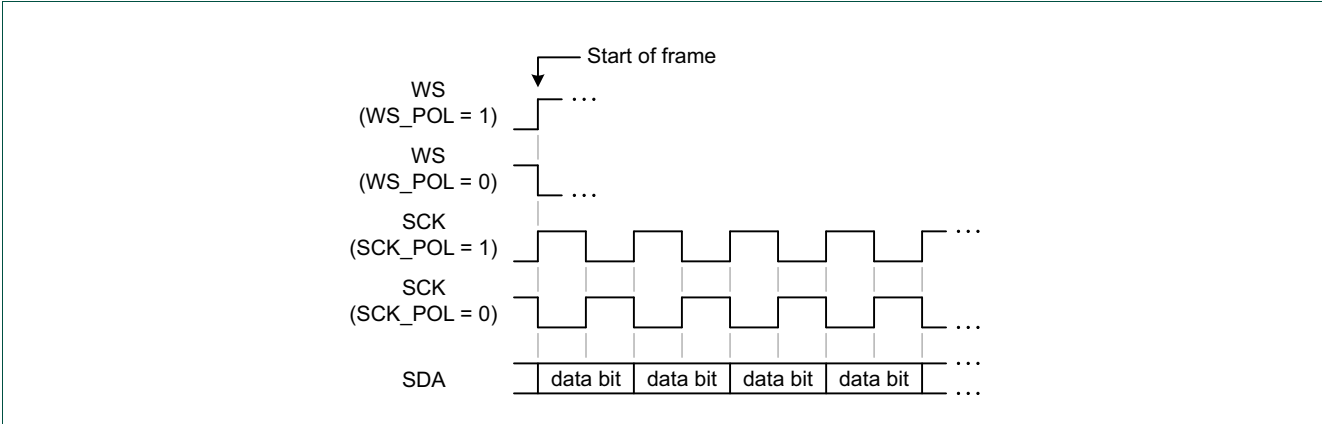 Start of frame
WS
(WS_POL = 1)
...
WS
(WS_POL = 0)
...
SCK
(SCK_POL = 1)
...
SCK
(SCK_POL = 0)
...
...
SDA
data bit data bit data bit data bit
...